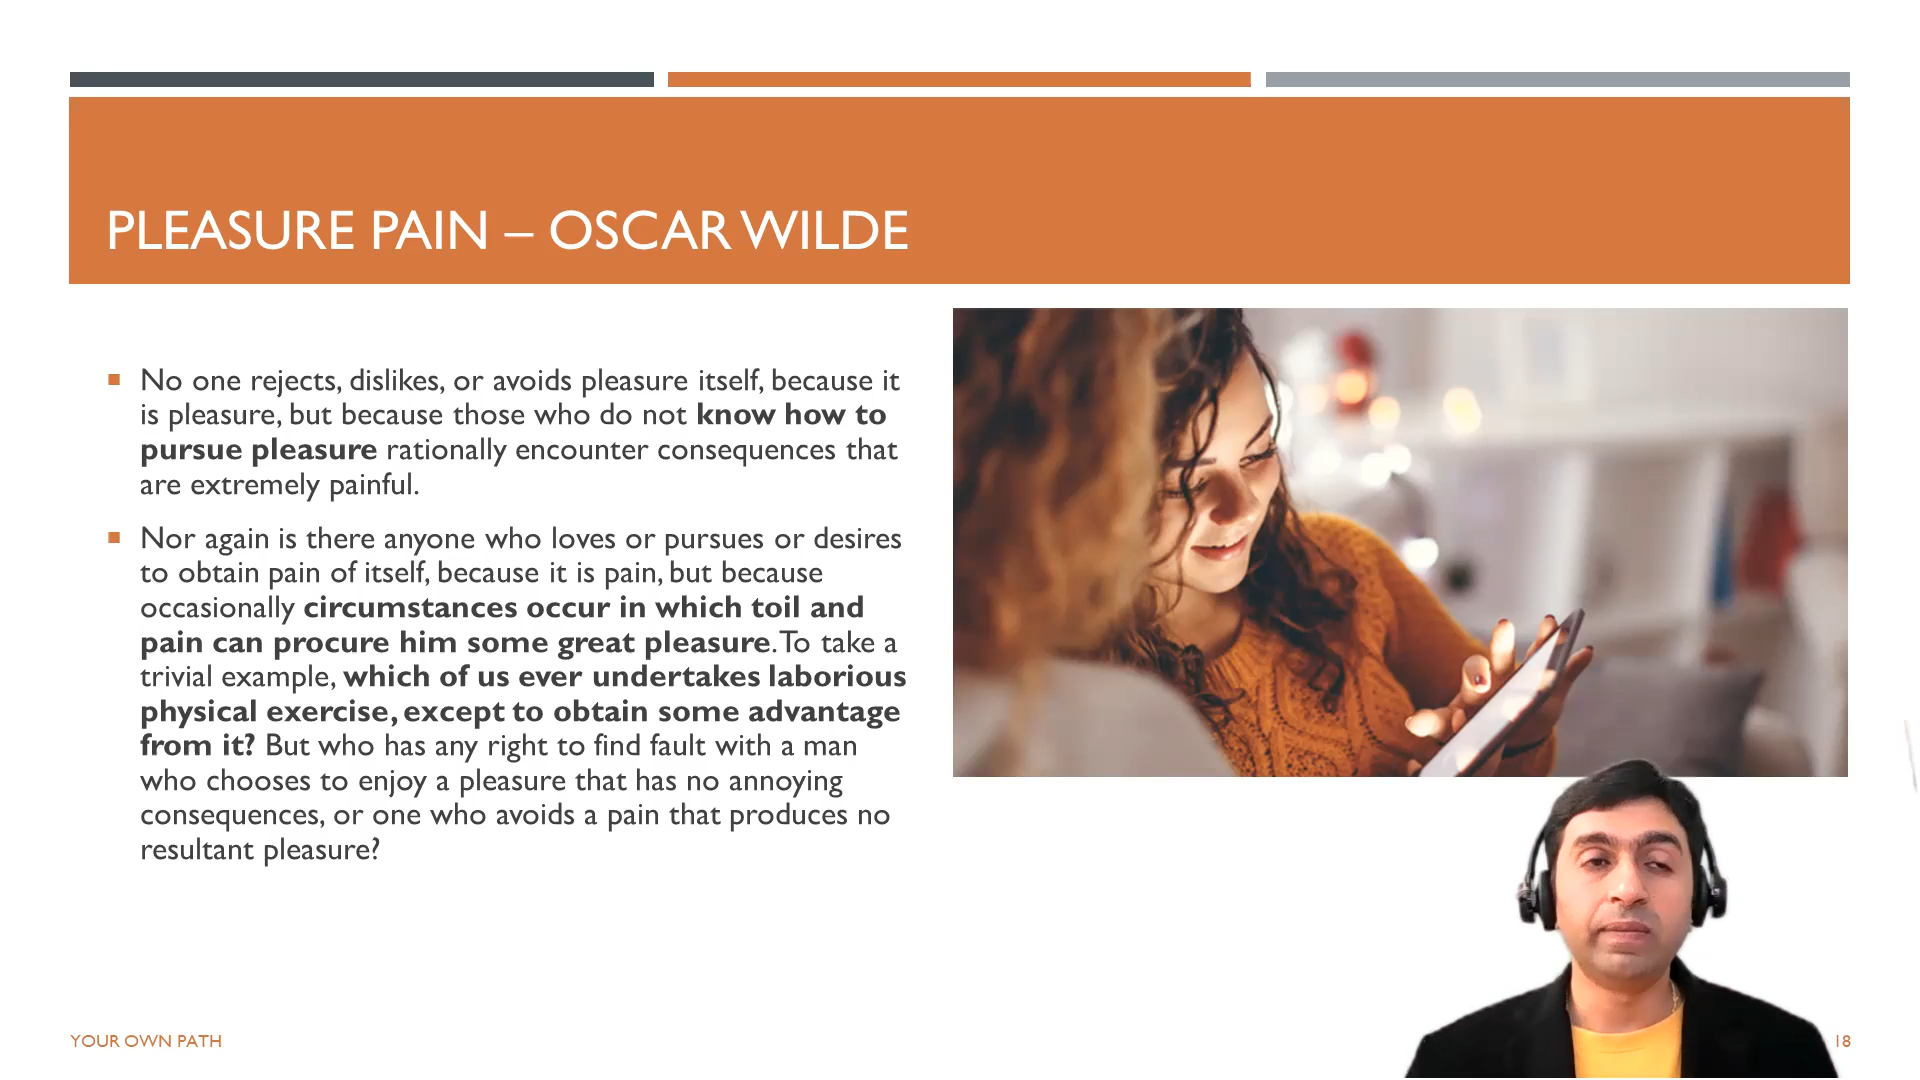 PLEASURE PAIN – OSCAR WILDE
No one rejects, dislikes, or avoids pleasure itself, because it
is pleasure, but because those who do not know how to
pursue pleasure rationally encounter consequences that
are extremely painful.
Nor again is there anyone who loves or pursues or desires
to obtain pain of itself, because it is pain, but because
occasionally circumstances occur in which toil and
pain can procure him some great pleasure. To take a
trivial example, which of us ever undertakes laborious
physical exercise, except to obtain some advantage
from it? But who has any right to find fault with a man
who chooses to enjoy a pleasure that has no annoying
consequences, or one who avoids a pain that produces no
resultant pleasure?
YOUR OWN PATH
18